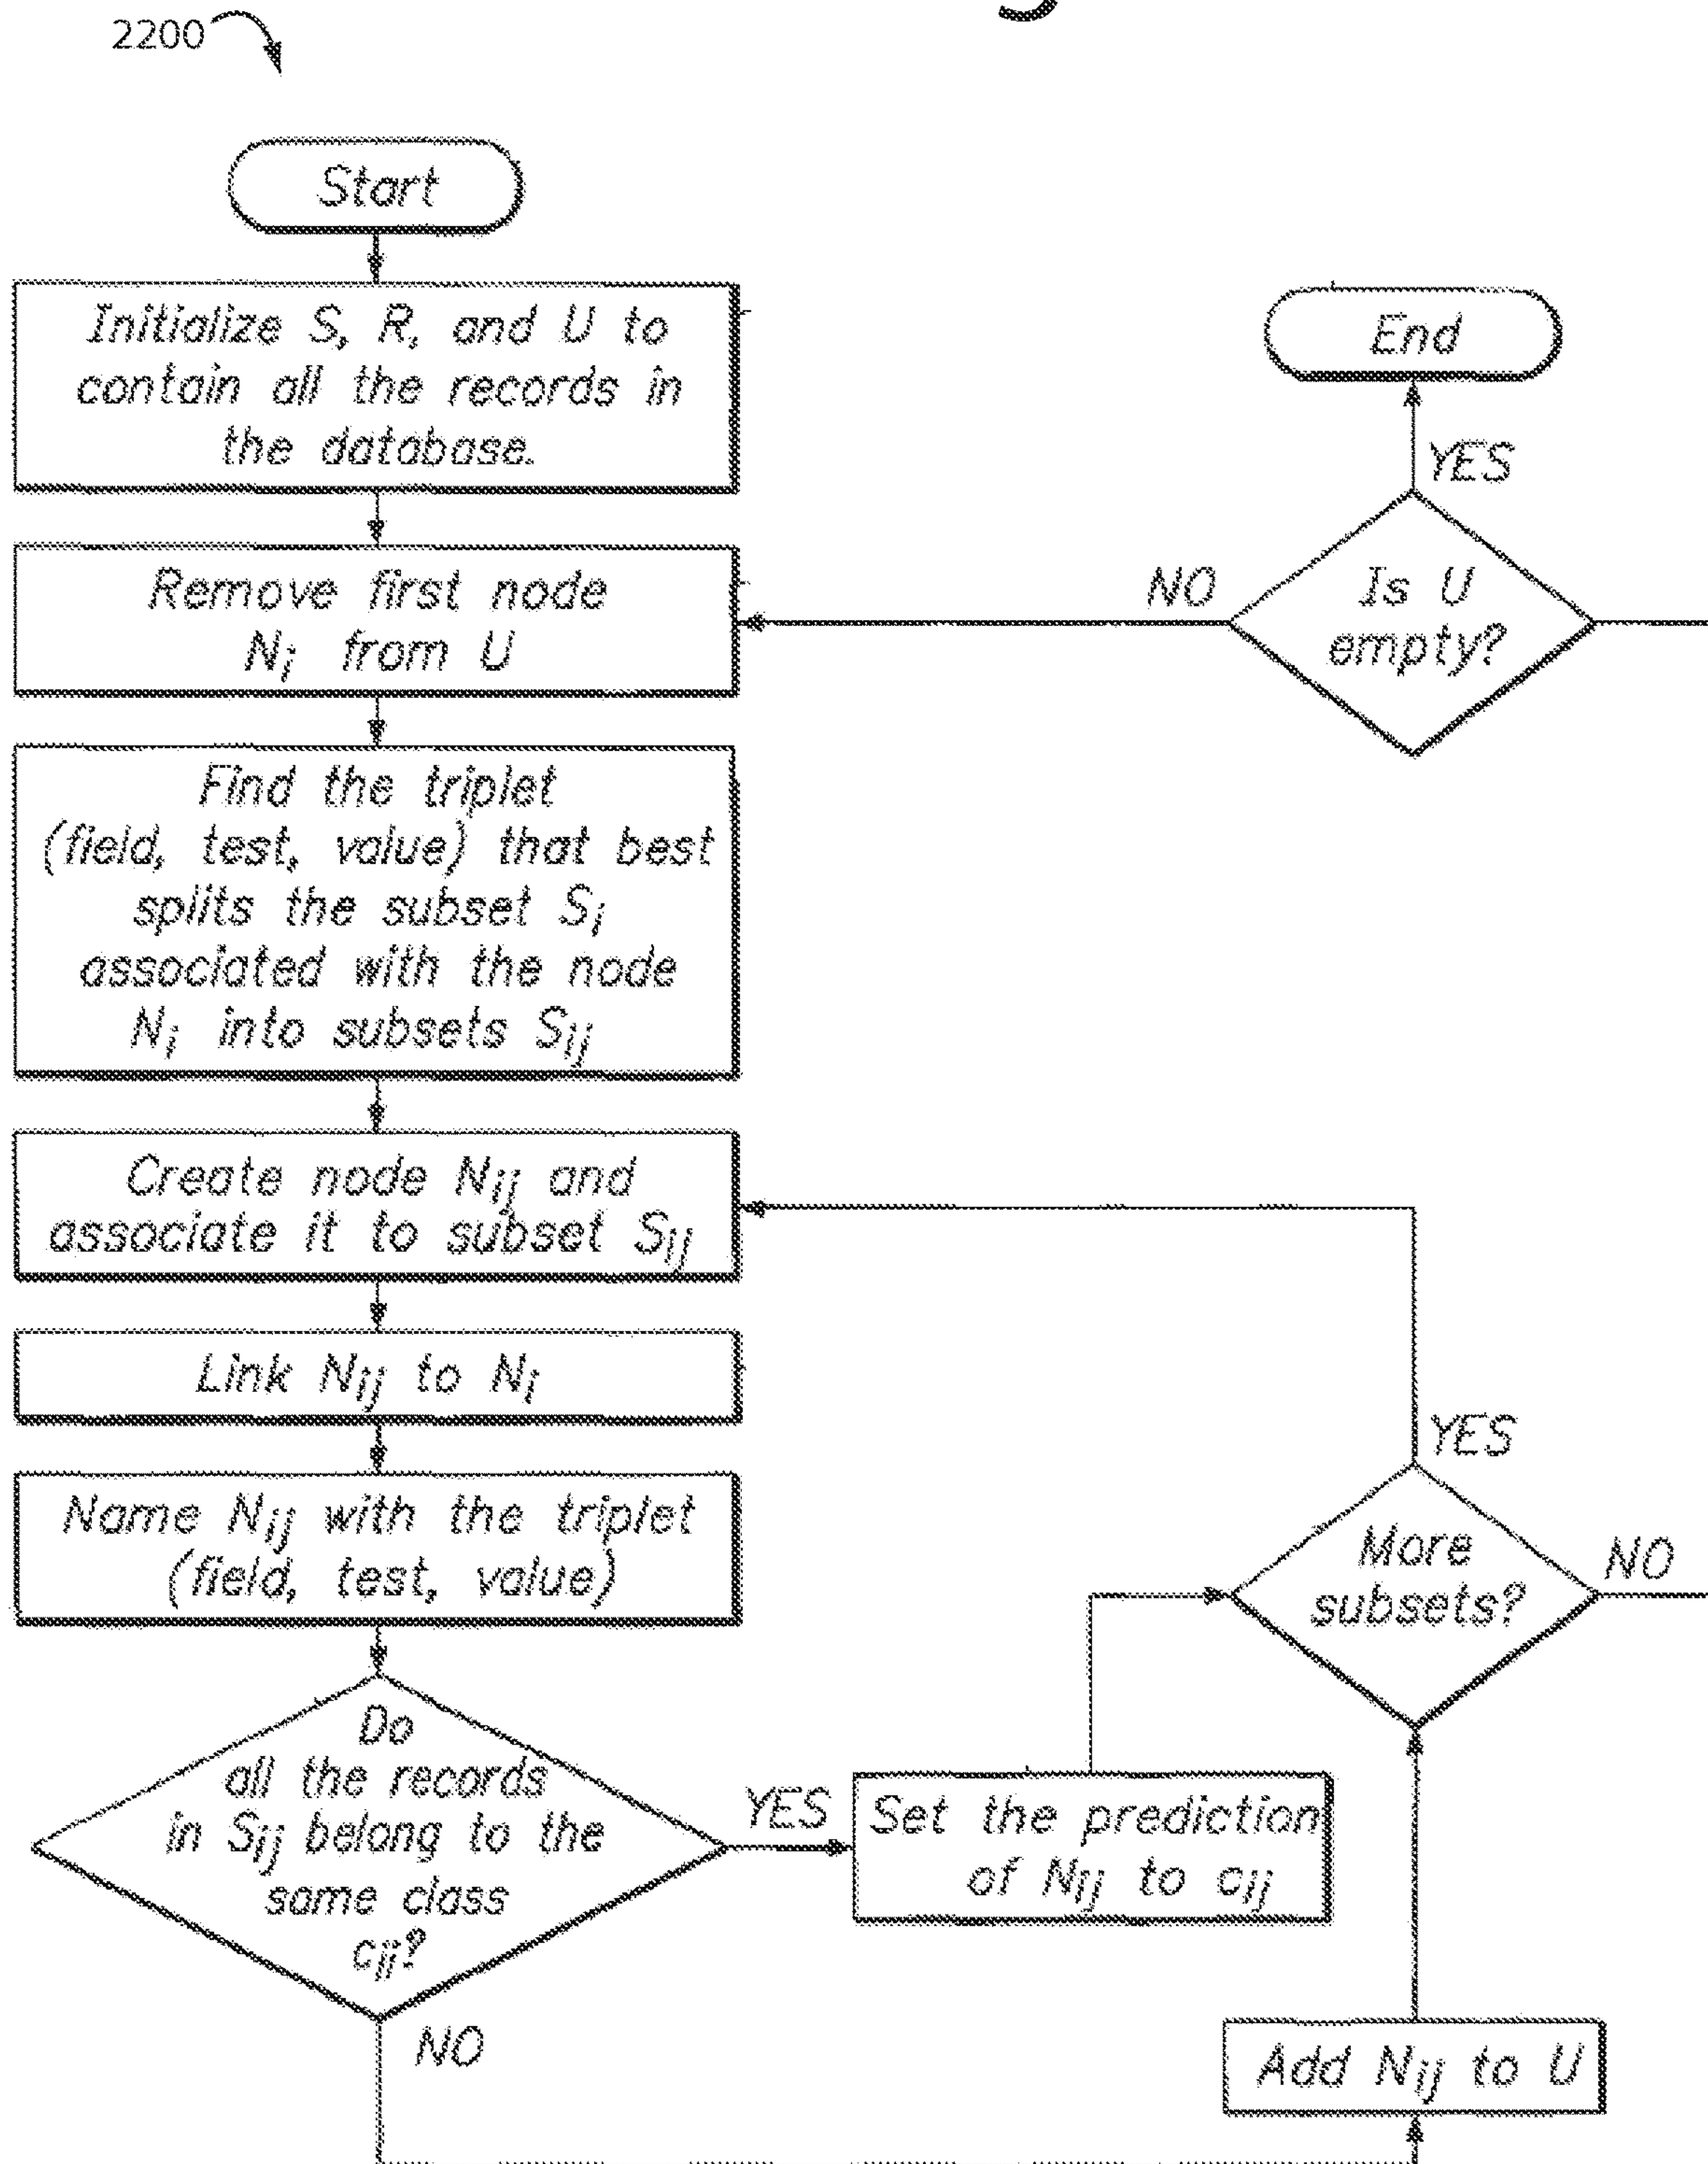 2200
Start
Initialize S, R, and U to
contain all the records in
the database.
Remove first node
Ni from U
Find the triplet
(field, test, value) that best
splits the subset Si
associated with the node
Ni into subsets Sij
Create node Nij and
associate it to subset Sij
Link Nij to Ni
Name Nij with the triplet
(field, test, value)
Do
all the records
in Sij belong to the
same class
cij?
YES
NO
Set the prediction
of Nij to cij
Add Nij to U
More
subsets?
YES
NO
Is U
empty?
NO
YES
End